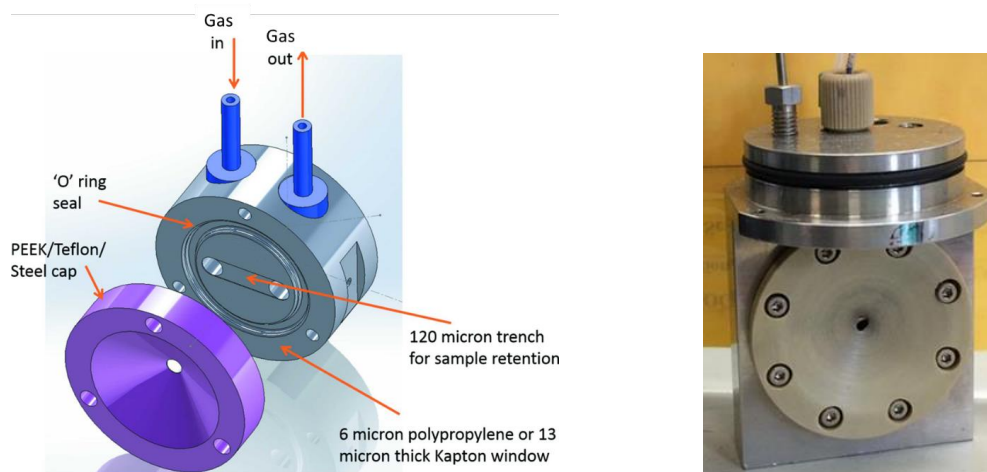 Gas
in
Gas
out
‘O’ ring
seal
PEEK/Teflon/
Steel cap
120 micron trench
for sample retention
6 micron polypropylene or 13
micron thick Kapton window